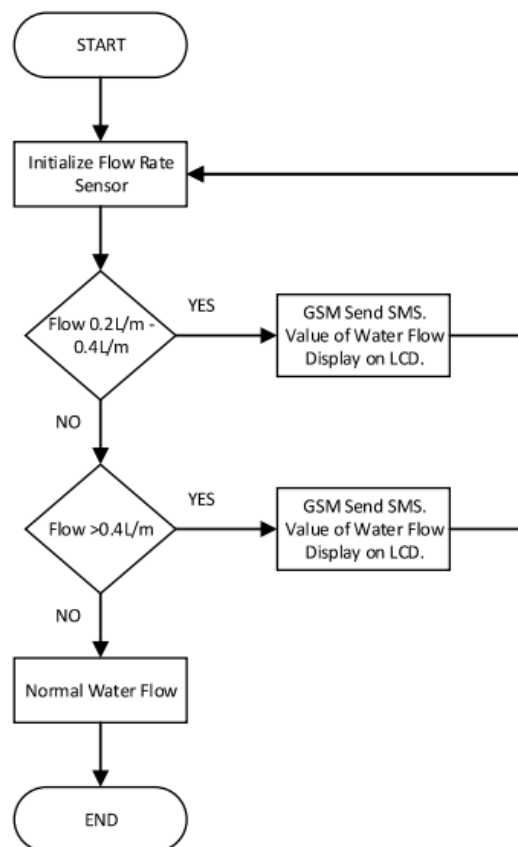 START
Initialize Flow Rate
Sensor
Flow 0.2L/m -
0.4L/m
YES
GSM Send SMS.
Value of Water Flow
Display on LCD.
NO
Flow >0.4L/m
YES
GSM Send SMS.
Value of Water Flow
Display on LCD.
NO
Normal Water Flow
END